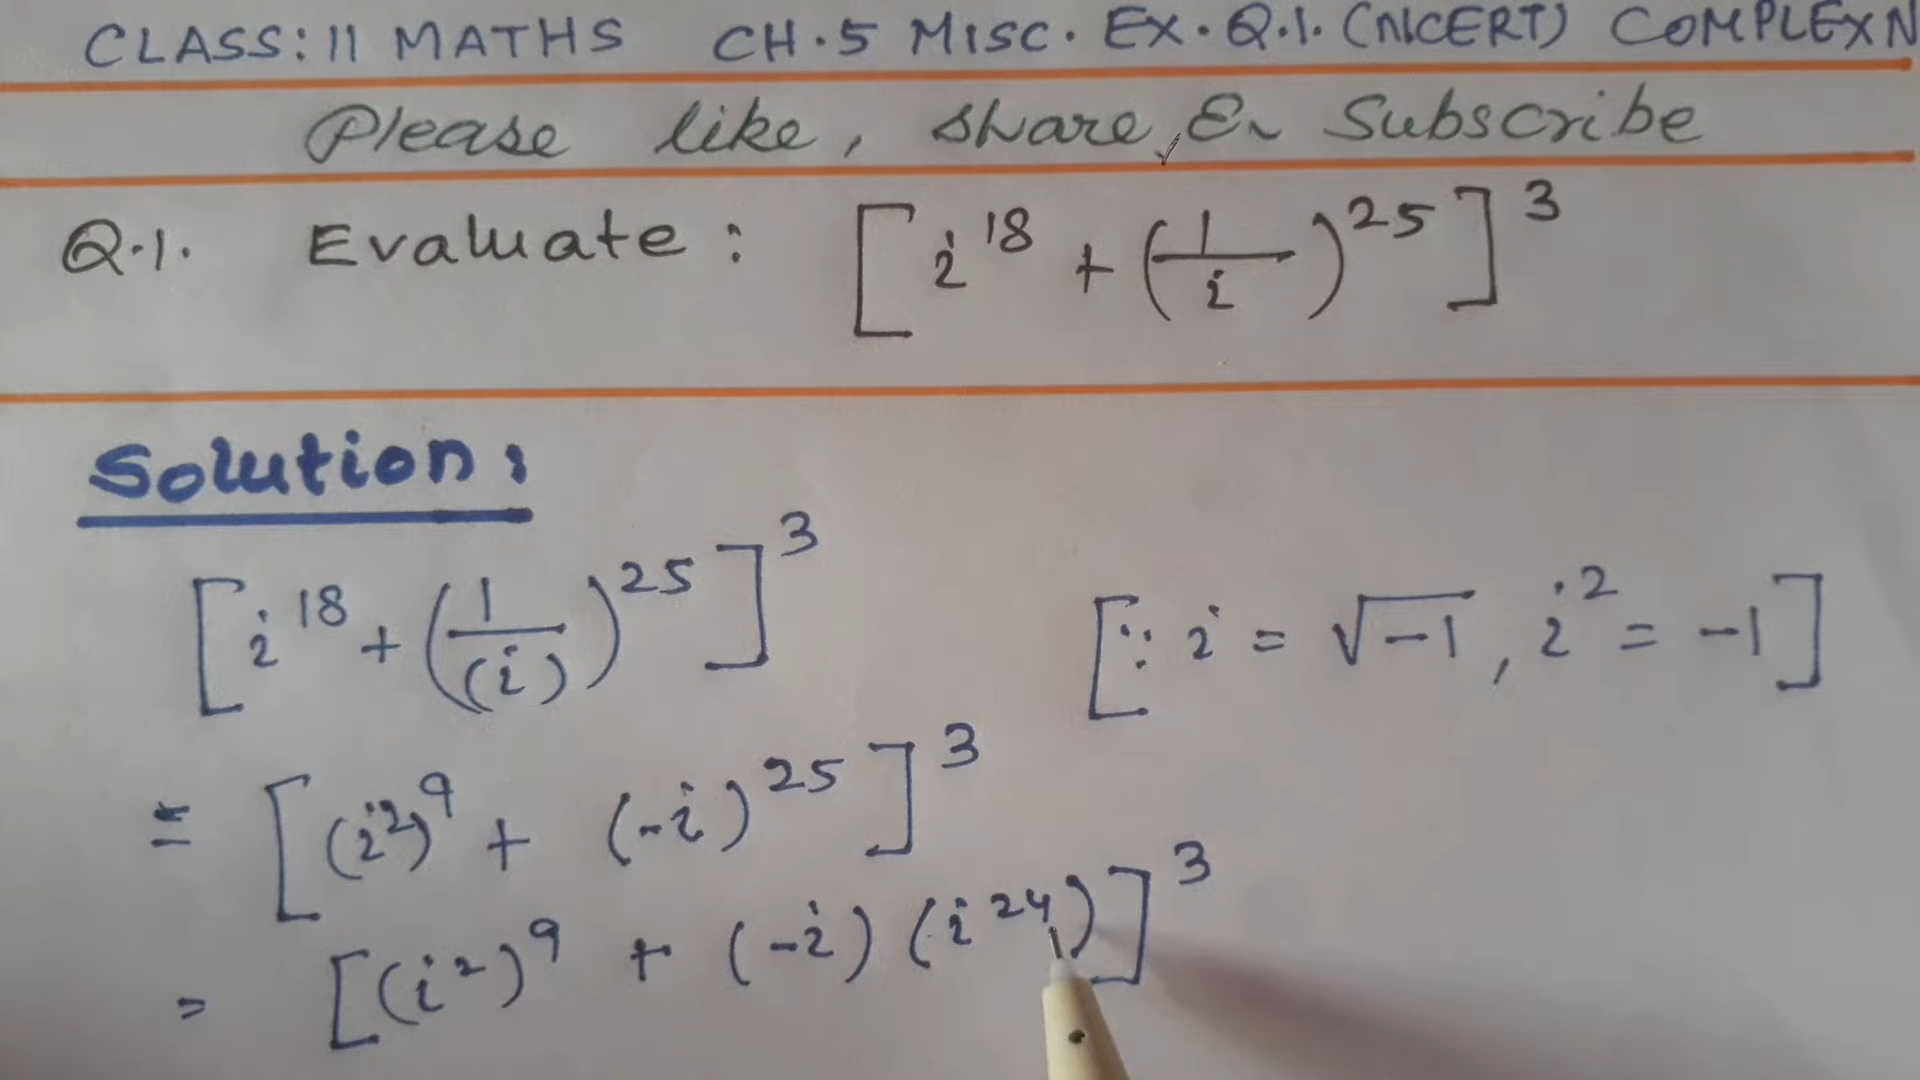 CLASS: 11 MATHS CH.5 MISC. EX. Q.1. (NCERT) COMPLEX N
Please like, share, & Subscribe
Q.1. Evaluate : [i^18 + (1/i)^25]^3
Solution :
[i^18 + (1/(i))^25]^3 [∵ i = √-1, i^2 = -1]
= [(i^2)^9 + (-i)^25]^3
= [(i^2)^9 + (-i) (i^24)]^3